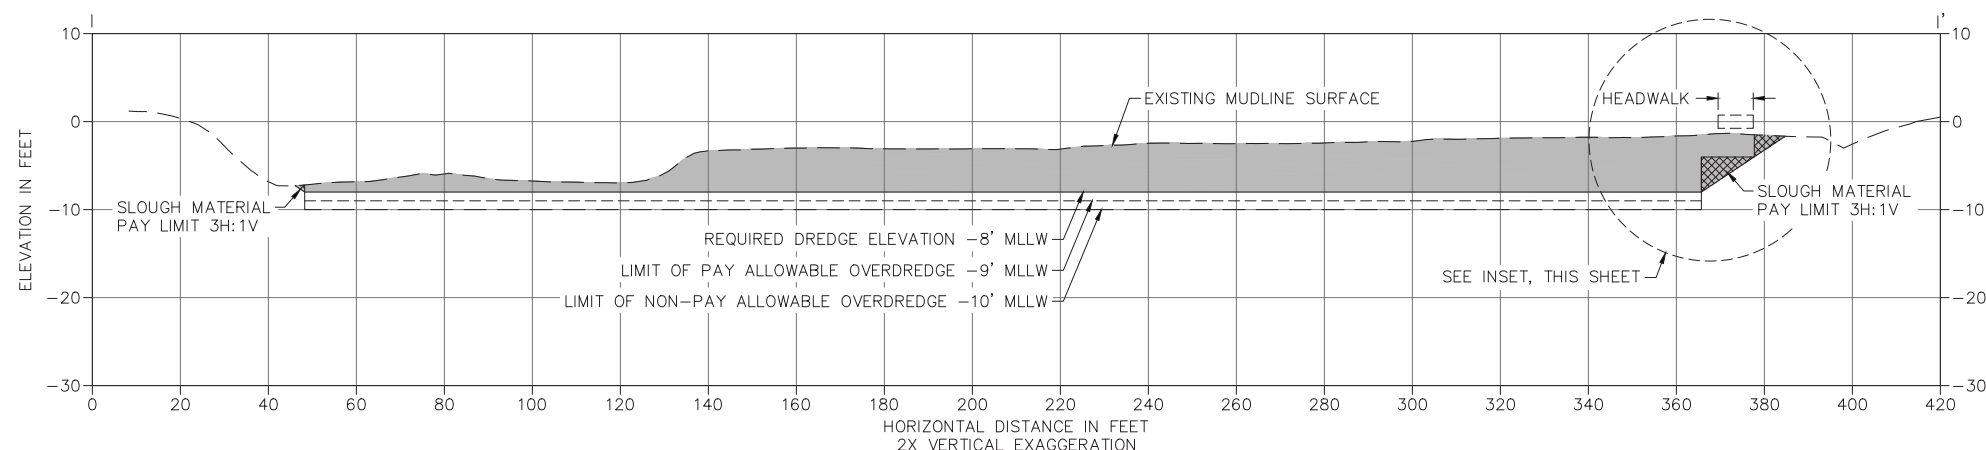 I
I'
10
0
-10
-20
-30
ELEVATION IN FEET
10
0
-10
-20
-30
EXISTING MUDLINE SURFACE
HEADWALK
SLOUGH MATERIAL
PAY LIMIT 3H:1V
SLOUGH MATERIAL
PAY LIMIT 3H:1V
REQUIRED DREDGE ELEVATION -8' MLLW
LIMIT OF PAY ALLOWABLE OVERDREDGE -9' MLLW
LIMIT OF NON-PAY ALLOWABLE OVERDREDGE -10' MLLW
SEE INSET, THIS SHEET
0 20 40 60 80 100 120 140 160 180 200 220 240 260 280 300 320 340 360 380 400 420
HORIZONTAL DISTANCE IN FEET
2X VERTICAL EXAGGERATION